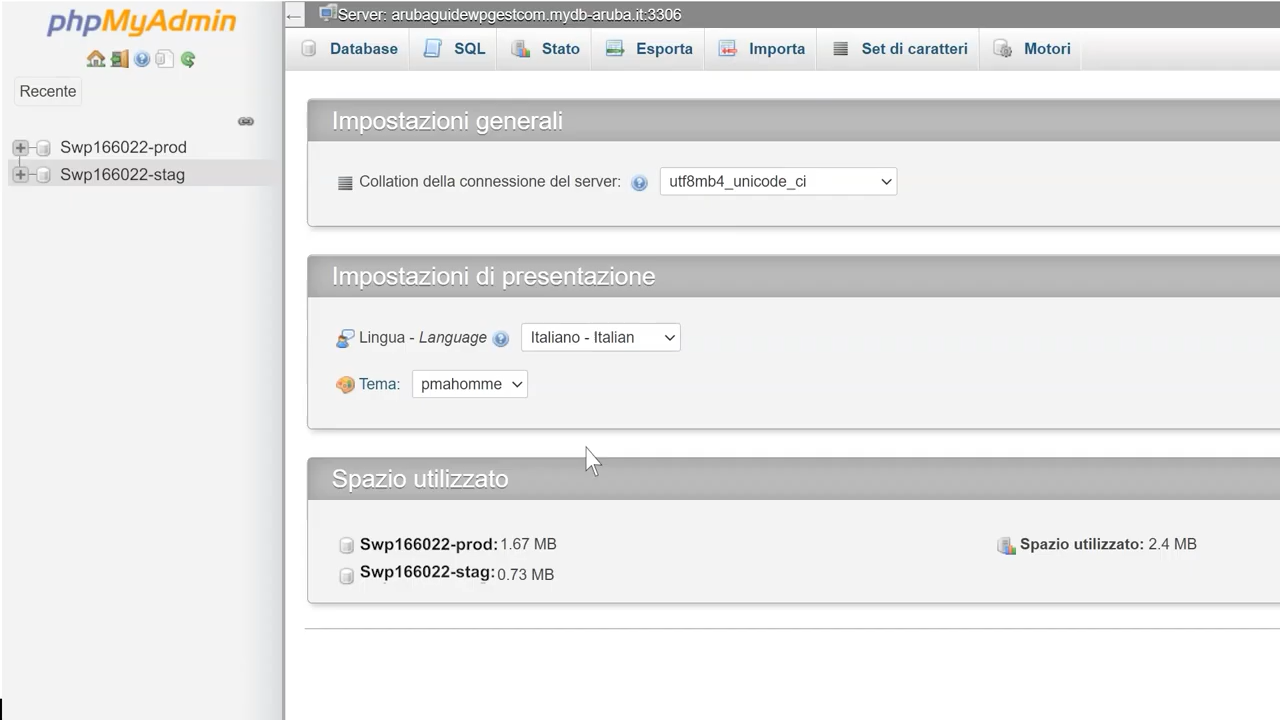 phpMyAdmin
Recente
Swp166022-prod
Swp166022-stag
Server: arubaguidewpgestcom.mydb-aruba.it:3306
Database SQL Stato Esporta Importa Set di caratteri Motori
Impostazioni generali
Collation della connessione del server: utf8mb4_unicode_ci
Impostazioni di presentazione
Lingua - Language Italiano - Italian
Tema: pmahomme
Spazio utilizzato
Swp166022-prod: 1.67 MB Spazio utilizzato: 2.4 MB
Swp166022-stag: 0.73 MB